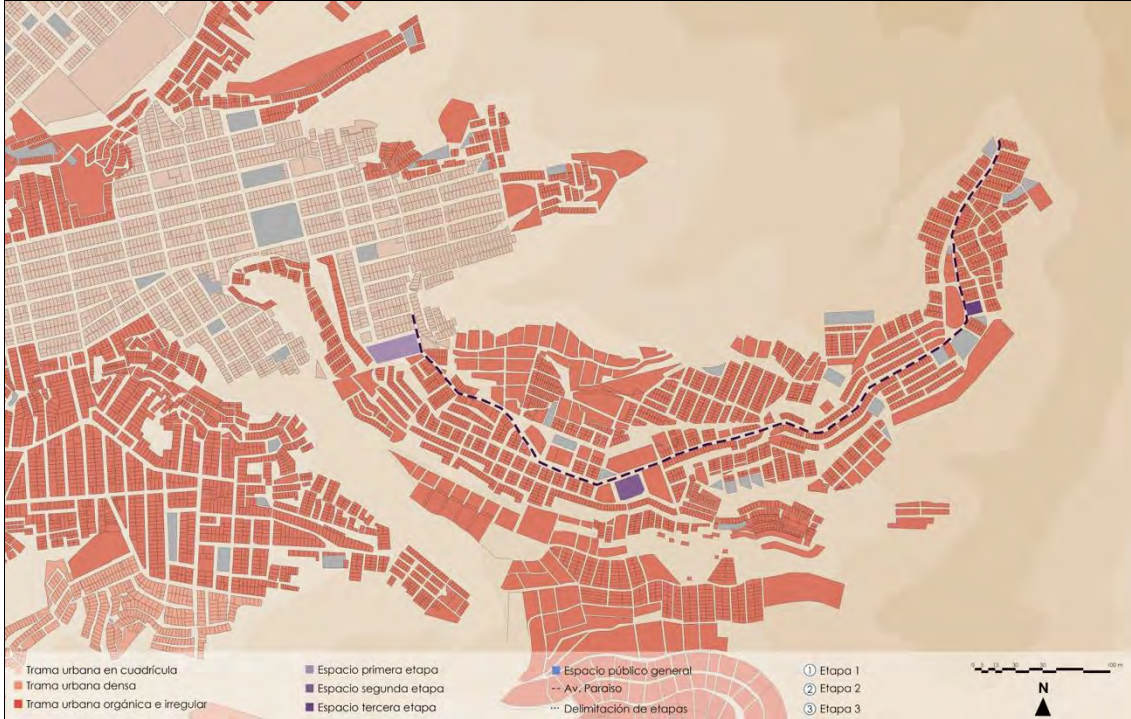 Trama urbana en cuadrícula
Trama urbana densa
Trama urbana orgánica e irregular
Espacio primera etapa
Espacio segunda etapa
Espacio tercera etapa
Espacio público general
Av. Paraíso
Delimitación de etapas
1 Etapa 1
2 Etapa 2
3 Etapa 3
100 m
N